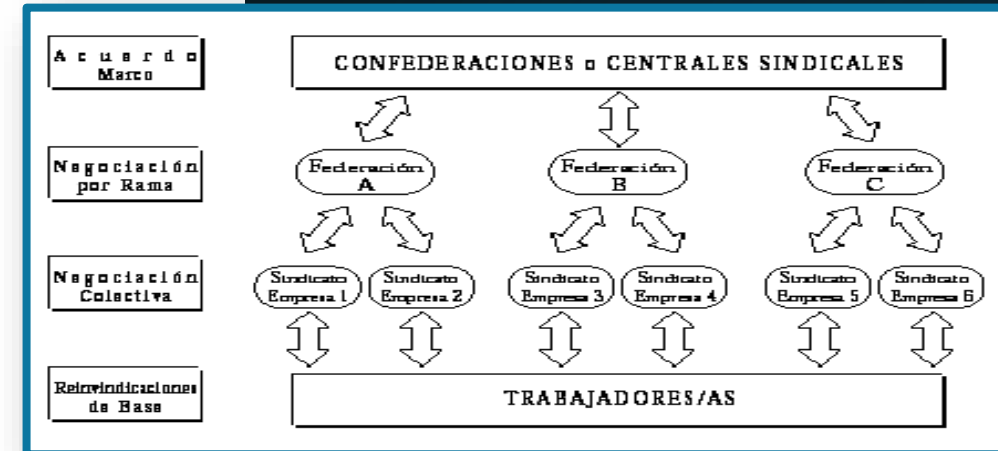 Acuerdo
Marco
CONFEDERACIONES o CENTRALES SINDICALES
Negociación
por Rama
Federación
A
Federación
B
Federación
C
Negociación
Colectiva
Sindicato
Empresa 1
Sindicato
Empresa 2
Sindicato
Empresa 3
Sindicato
Empresa 4
Sindicato
Empresa 5
Sindicato
Empresa 6
Reinvindicaciones
de Base
TRABAJADORES/AS